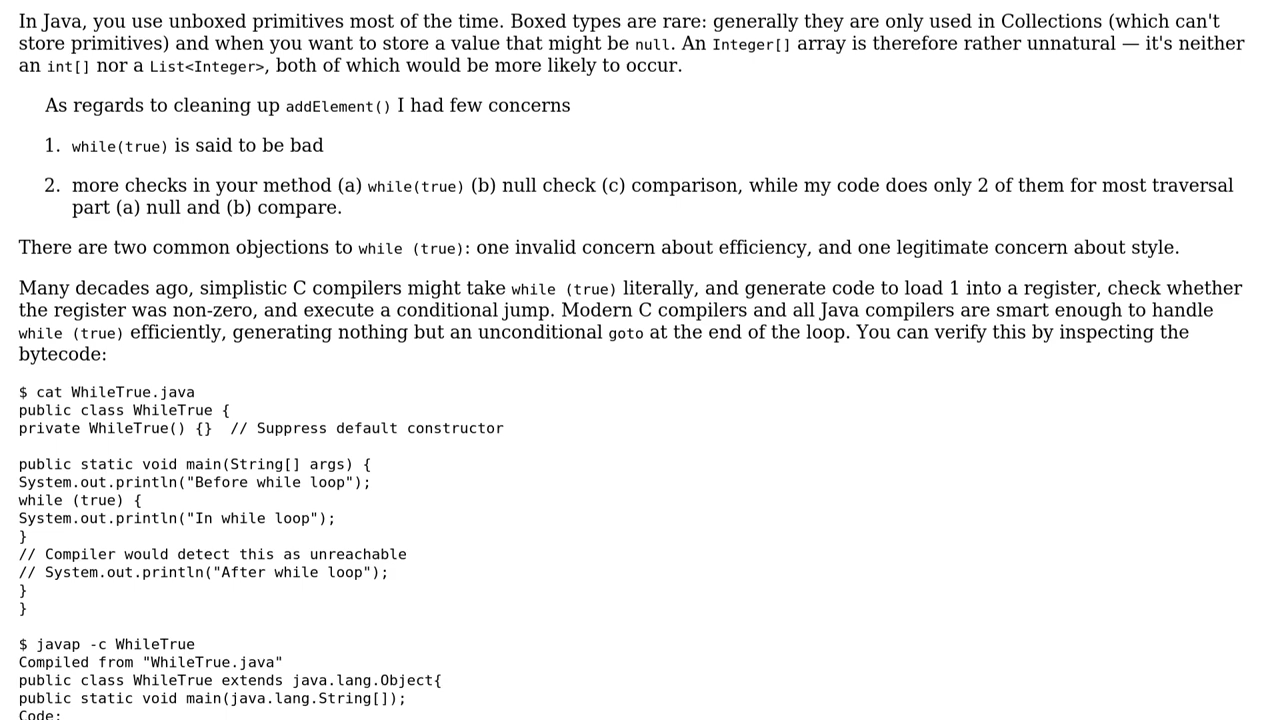 In Java, you use unboxed primitives most of the time. Boxed types are rare: generally they are only used in Collections (which can't
store primitives) and when you want to store a value that might be null. An Integer[] array is therefore rather unnatural — it's neither
an int[] nor a List<Integer>, both of which would be more likely to occur.
As regards to cleaning up addElement() I had few concerns
1. while(true) is said to be bad
2. more checks in your method (a) while(true) (b) null check (c) comparison, while my code does only 2 of them for most traversal
part (a) null and (b) compare.
There are two common objections to while (true): one invalid concern about efficiency, and one legitimate concern about style.
Many decades ago, simplistic C compilers might take while (true) literally, and generate code to load 1 into a register, check whether
the register was non-zero, and execute a conditional jump. Modern C compilers and all Java compilers are smart enough to handle
while (true) efficiently, generating nothing but an unconditional goto at the end of the loop. You can verify this by inspecting the
bytecode:
$ cat WhileTrue.java
public class WhileTrue {
private WhileTrue() {}  // Suppress default constructor
public static void main(String[] args) {
System.out.println("Before while loop");
while (true) {
System.out.println("In while loop");
}
// Compiler would detect this as unreachable
// System.out.println("After while loop");
}
}
$ javap -c WhileTrue
Compiled from "WhileTrue.java"
public class WhileTrue extends java.lang.Object{
public static void main(java.lang.String[]);
Code: